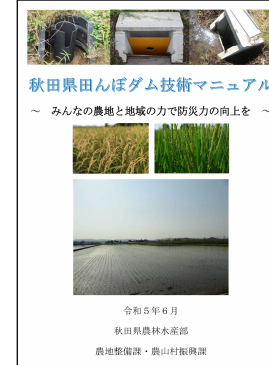 秋田県田んぼダム技術マニュアル
～ みんなの農地と地域の力で防災力の向上を ～
令和５年６月
秋田県農林水産部
農地整備課・農山村振興課